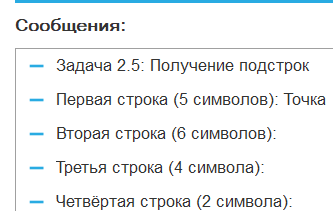 Сообщения:
Задача 2.5: Получение подстрок
Первая строка (5 символов): Точка
Вторая строка (6 символов):
Третья строка (4 символа):
Четвёртая строка (2 символа):